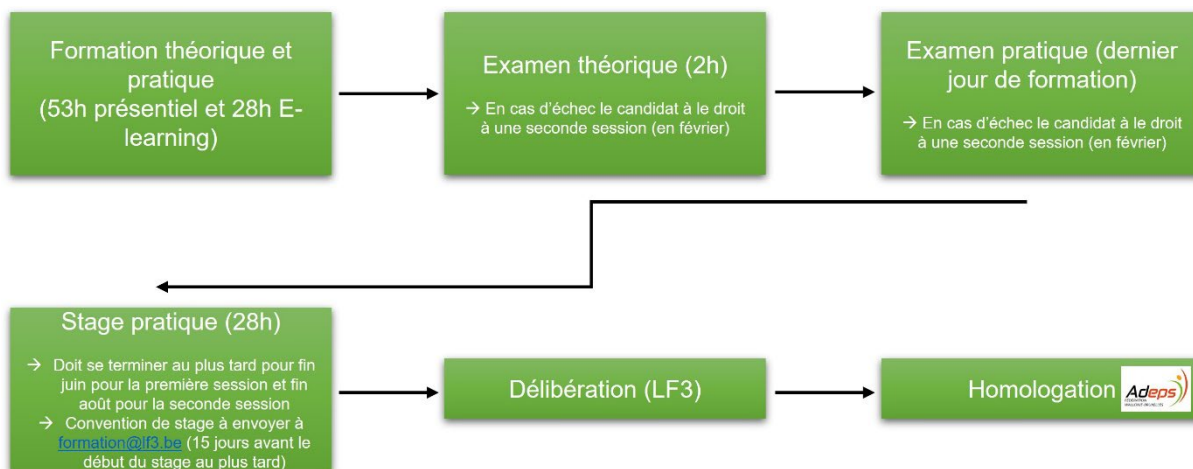 Formation théorique et
pratique
(53h présentiel et 28h E-
learning)
Examen théorique (2h)
→ En cas d'échec le candidat à le droit
à une seconde session (en février)
Examen pratique (dernier
jour de formation)
→ En cas d'échec le candidat à le droit
à une seconde session (en février)
Stage pratique (28h)
→ Doit se terminer au plus tard pour fin
juin pour la première session et fin
août pour la seconde session
→ Convention de stage à envoyer à
formation@lf3.be (15 jours avant le
début du stage au plus tard)
Délibération (LF3)
Homologation
Adeps